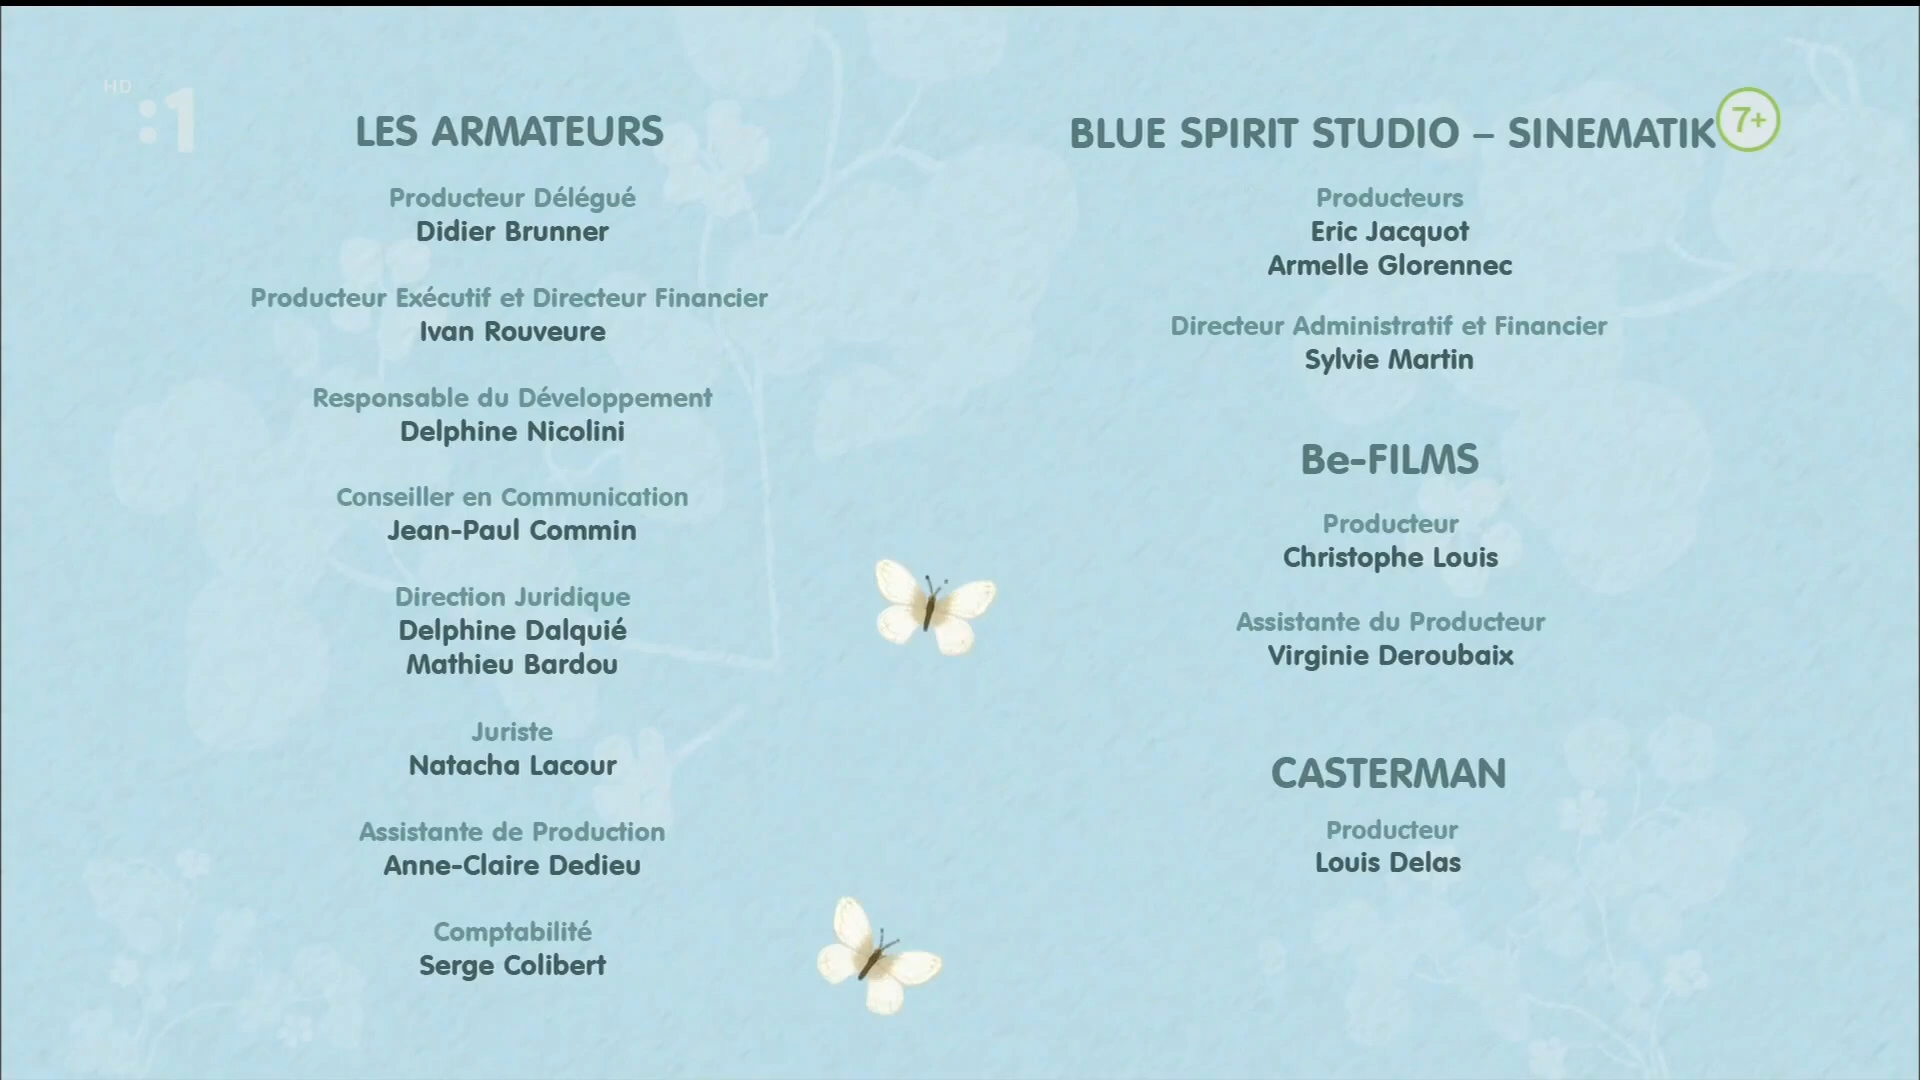 HD
:1
7+
LES ARMATEURS
Producteur Délégué
Didier Brunner
Producteur Exécutif et Directeur Financier
Ivan Rouveure
Responsable du Développement
Delphine Nicolini
Conseiller en Communication
Jean-Paul Commin
Direction Juridique
Delphine Dalquié
Mathieu Bardou
Juriste
Natacha Lacour
Assistante de Production
Anne-Claire Dedieu
Comptabilité
Serge Colibert
BLUE SPIRIT STUDIO – SINEMATIK
Producteurs
Eric Jacquot
Armelle Glorennec
Directeur Administratif et Financier
Sylvie Martin
Be-FILMS
Producteur
Christophe Louis
Assistante du Producteur
Virginie Deroubaix
CASTERMAN
Producteur
Louis Delas